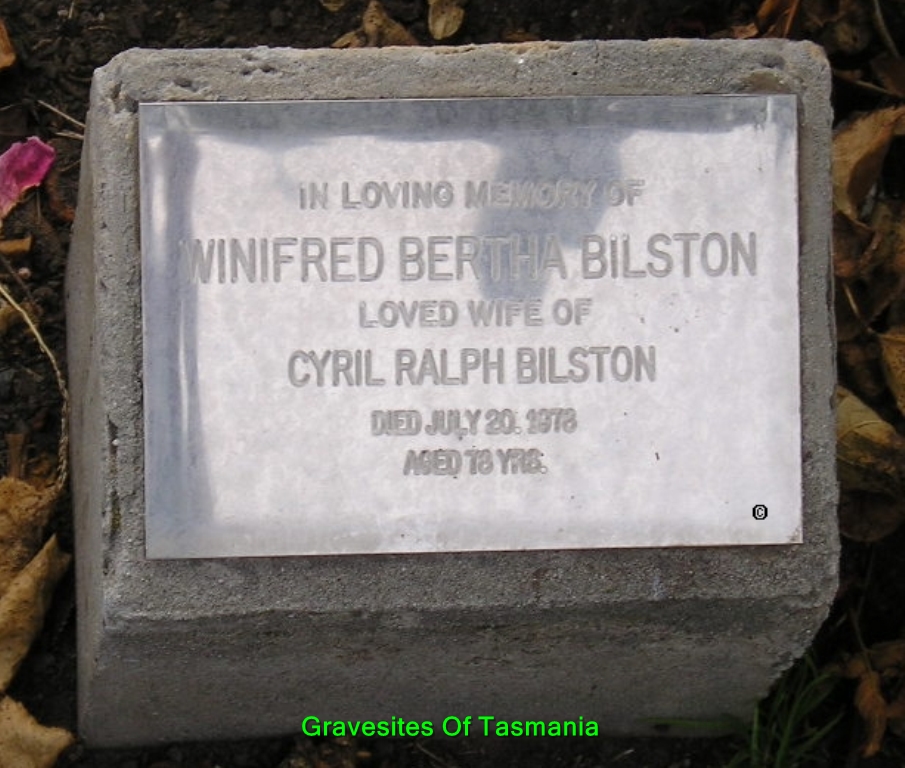 IN LOVING MEMORY OF
WINIFRED BERTHA BILSTON
LOVED WIFE OF
CYRIL RALPH BILSTON
DIED JULY 20, 1978
AGED 78 YRS.
©
Gravesites Of Tasmania